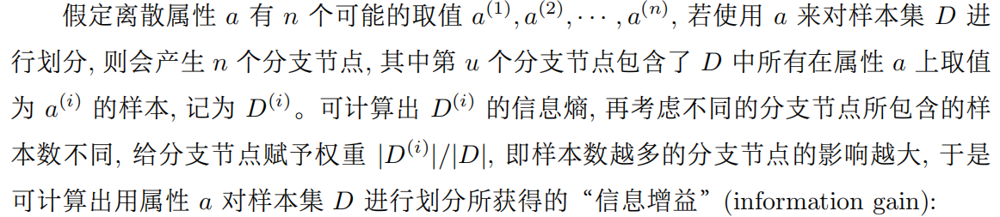 假定离散属性 a 有 n 个可能的取值 a^{(1)}, a^{(2)}, ⋯ , a^{(n)}, 若使用 a 来对样本集 D 进
行划分, 则会产生 n 个分支节点, 其中第 u 个分支节点包含了 D 中所有在属性 a 上取值
为 a^{(i)} 的样本, 记为 D^{(i)}。可计算出 D^{(i)} 的信息熵, 再考虑不同的分支节点所包含的样
本数不同, 给分支节点赋予权重 |D^{(i)}|/|D|, 即样本数越多的分支节点的影响越大, 于是
可计算出用属性 a 对样本集 D 进行划分所获得的“信息增益”(information gain):